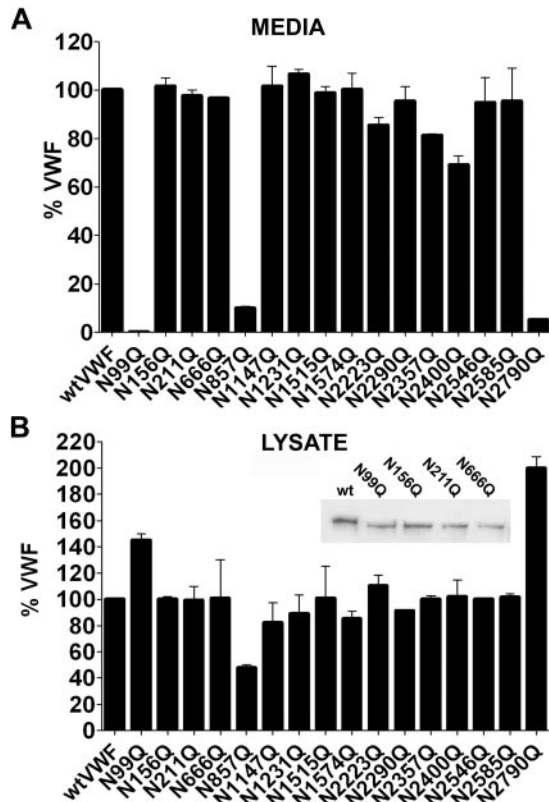 A
MEDIA
% VWF
120
100
80
60
40
20
0
wtVWF
N99Q
N156Q
N211Q
N666Q
N857Q
N1147Q
N1231Q
N1515Q
N1574Q
N2223Q
N2290Q
N2357Q
N2400Q
N2546Q
N2585Q
N2790Q
B
LYSATE
% VWF
220
200
180
160
140
120
100
80
60
40
20
0
wt
N99Q
N156Q
N211Q
N666Q
wtVWF
N99Q
N156Q
N211Q
N666Q
N857Q
N1147Q
N1231Q
N1515Q
N1574Q
N2223Q
N2290Q
N2357Q
N2400Q
N2546Q
N2585Q
N2790Q